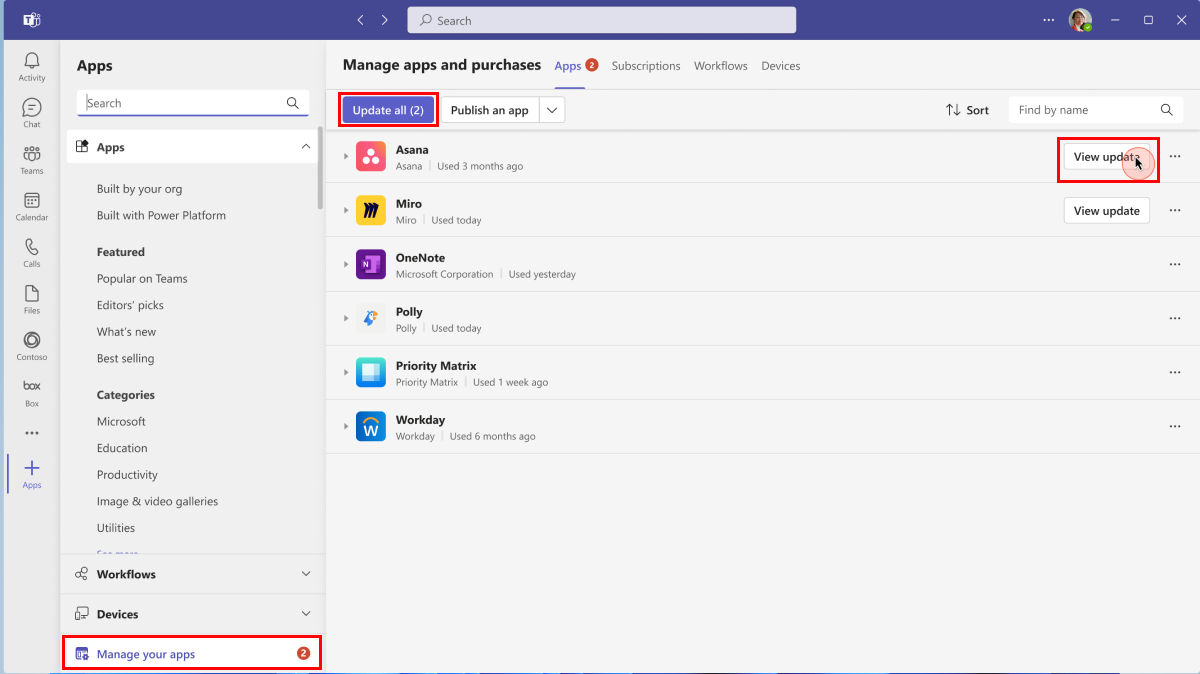 Search
Activity
Chat
Teams
Calendar
Calls
Files
Contoso
box
Box
Apps
Apps
Search
Apps
Built by your org
Built with Power Platform
Featured
Popular on Teams
Editors' picks
What's new
Best selling
Categories
Microsoft
Education
Productivity
Image & video galleries
Utilities
See more
Workflows
Devices
Manage your apps 2
Manage apps and purchases Apps 2 Subscriptions Workflows Devices
Update all (2) Publish an app Sort Find by name
Asana
Asana Used 3 months ago
View update
Miro
Miro Used today
View update
N
OneNote
Microsoft Corporation Used yesterday
Polly
Polly Used today
Priority Matrix
Priority Matrix Used 1 week ago
W
Workday
Workday Used 6 months ago